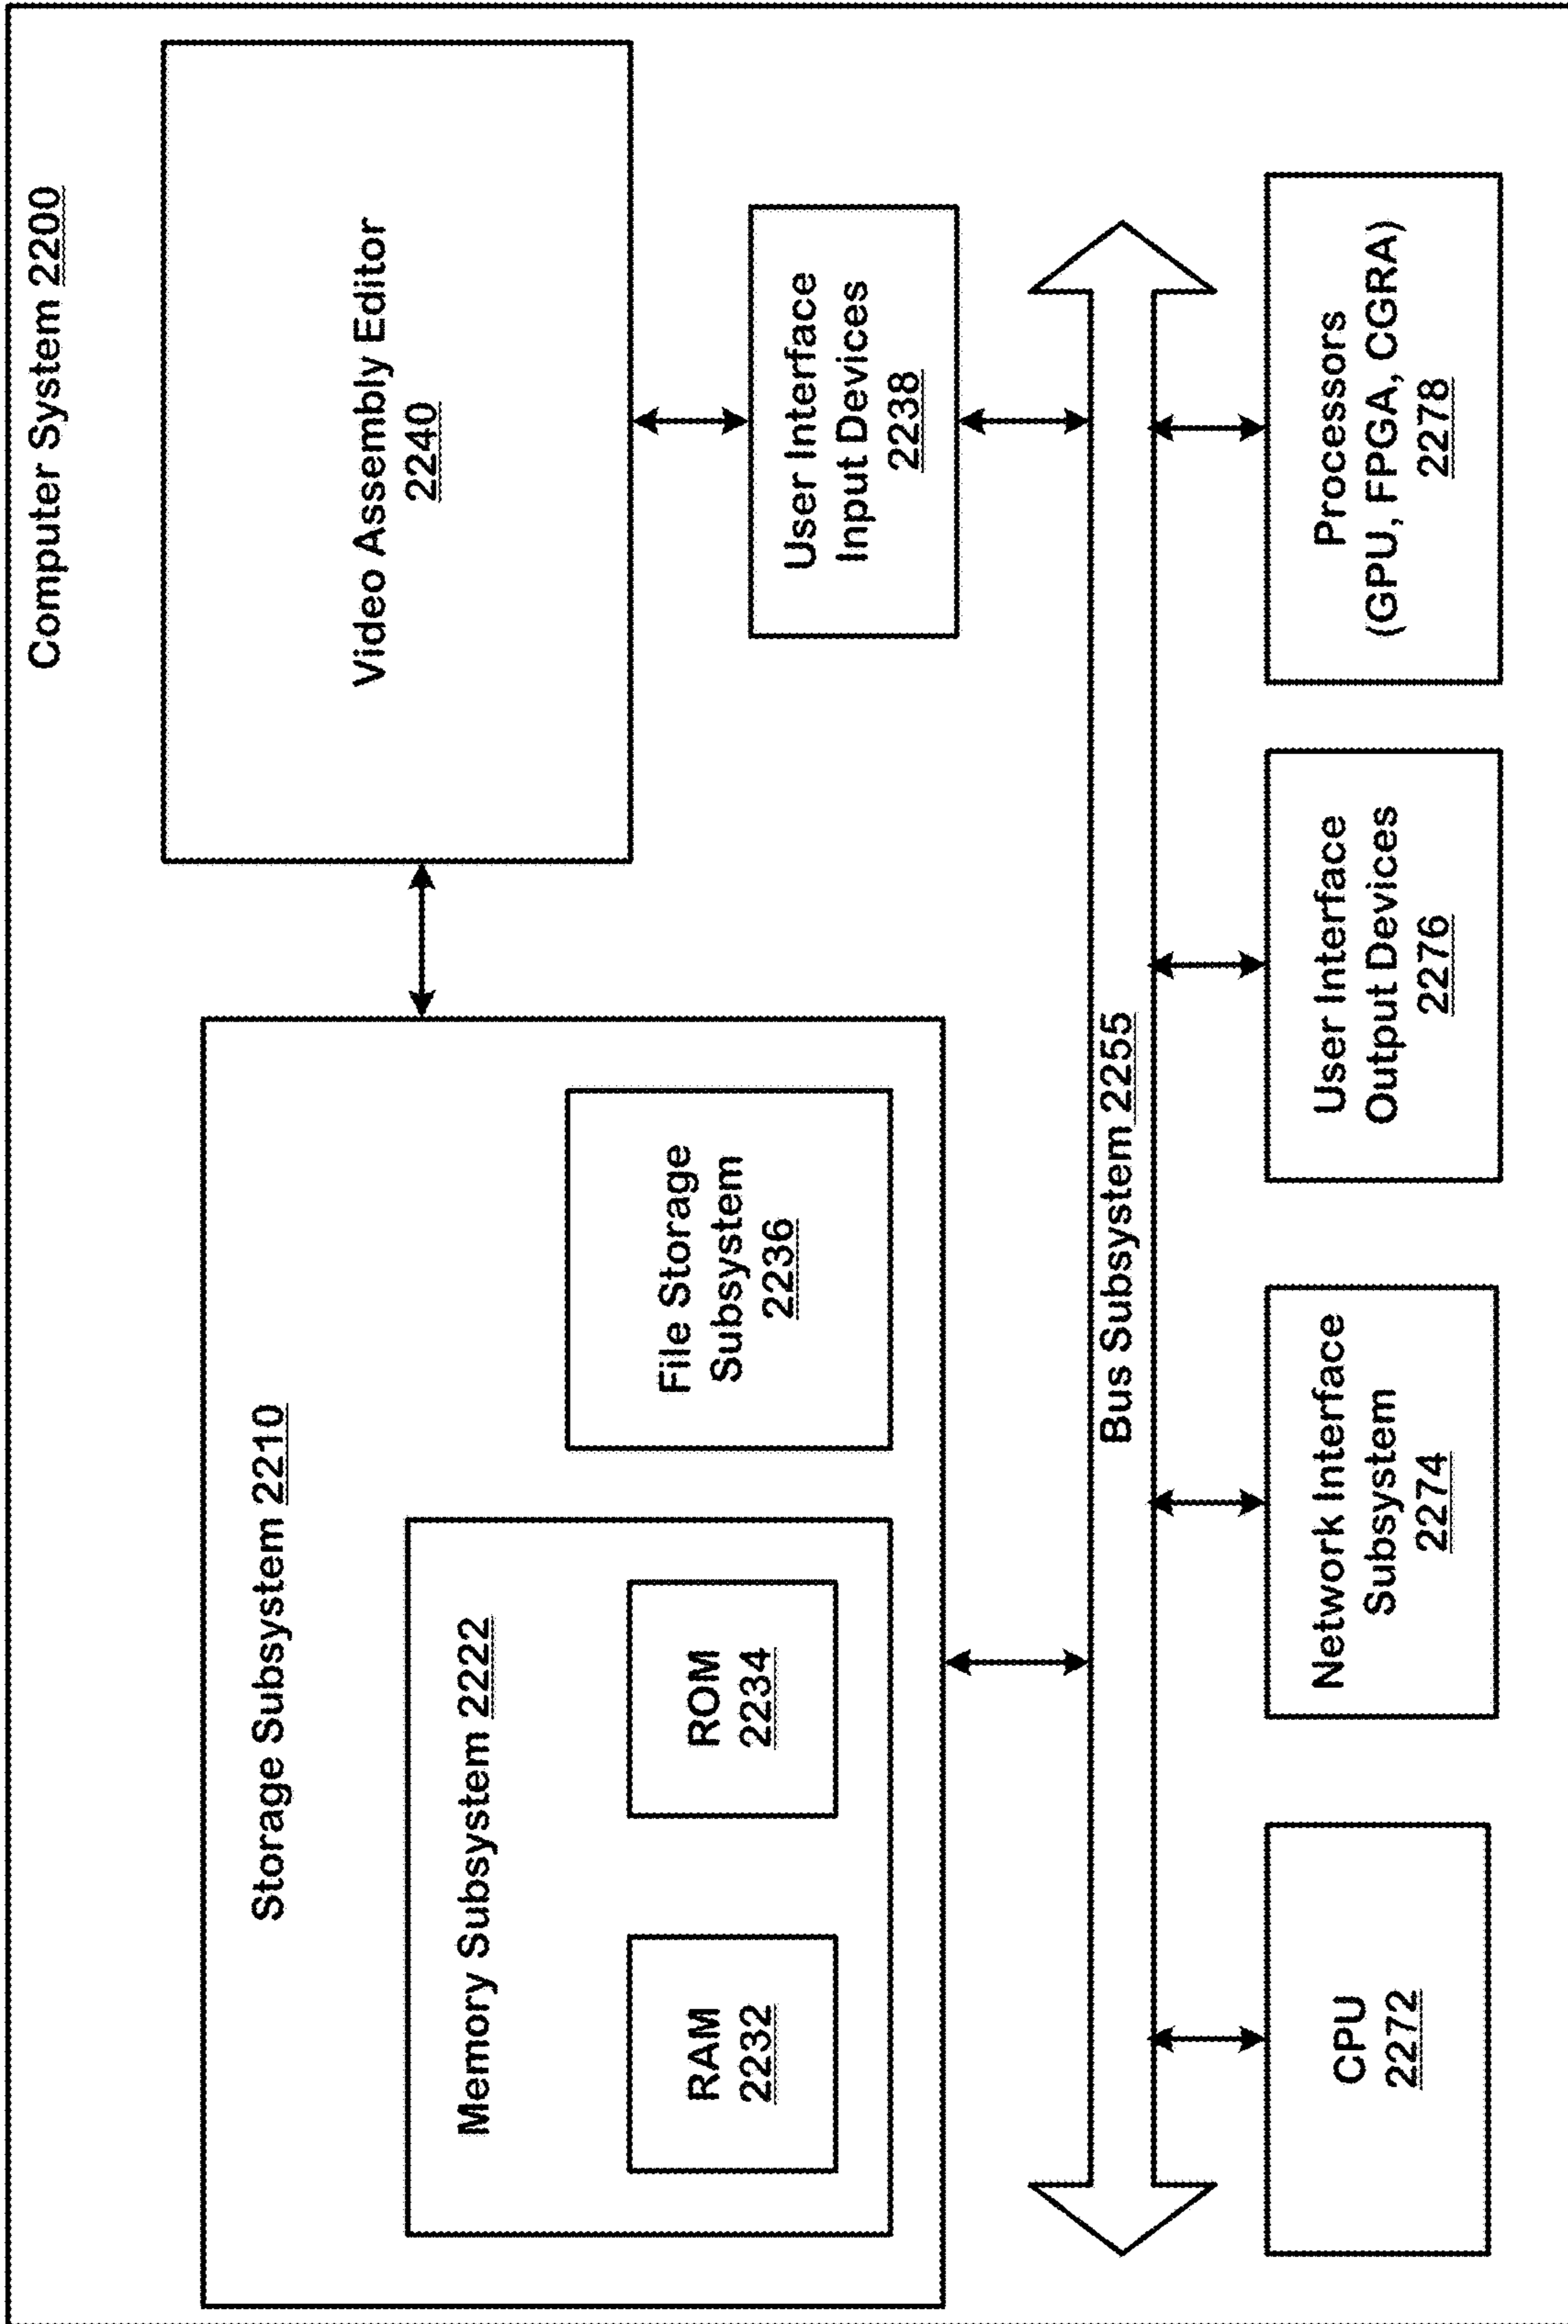 Computer System 2200
Storage Subsystem 2210
Memory Subsystem 2222
RAM
2232
ROM
2234
File Storage
Subsystem
2236
Video Assembly Editor
2240
User Interface
Input Devices
2238
Bus Subsystem 2255
CPU
2272
Network Interface
Subsystem
2274
User Interface
Output Devices
2276
Processors
(GPU, FPGA, CGRA)
2278